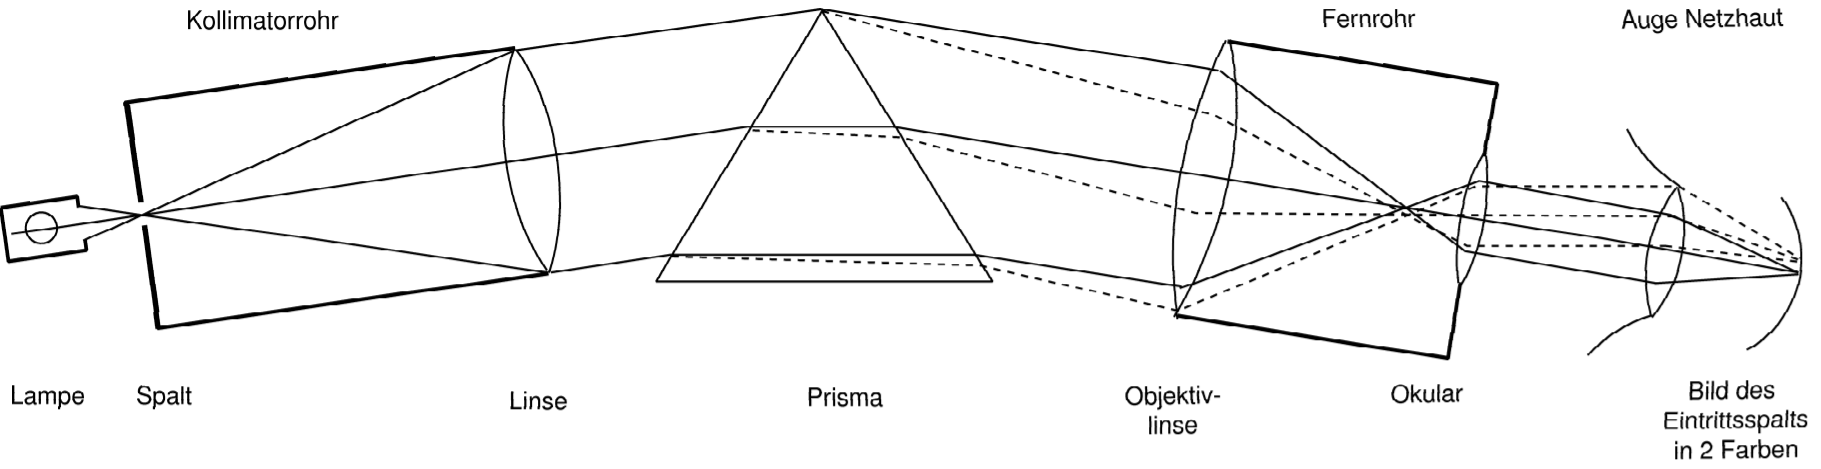 Kollimatorrohr
Fernrohr
Auge Netzhaut
Lampe
Spalt
Linse
Prisma
Objektiv-
linse
Okular
Bild des
Eintrittsspalts
in 2 Farben